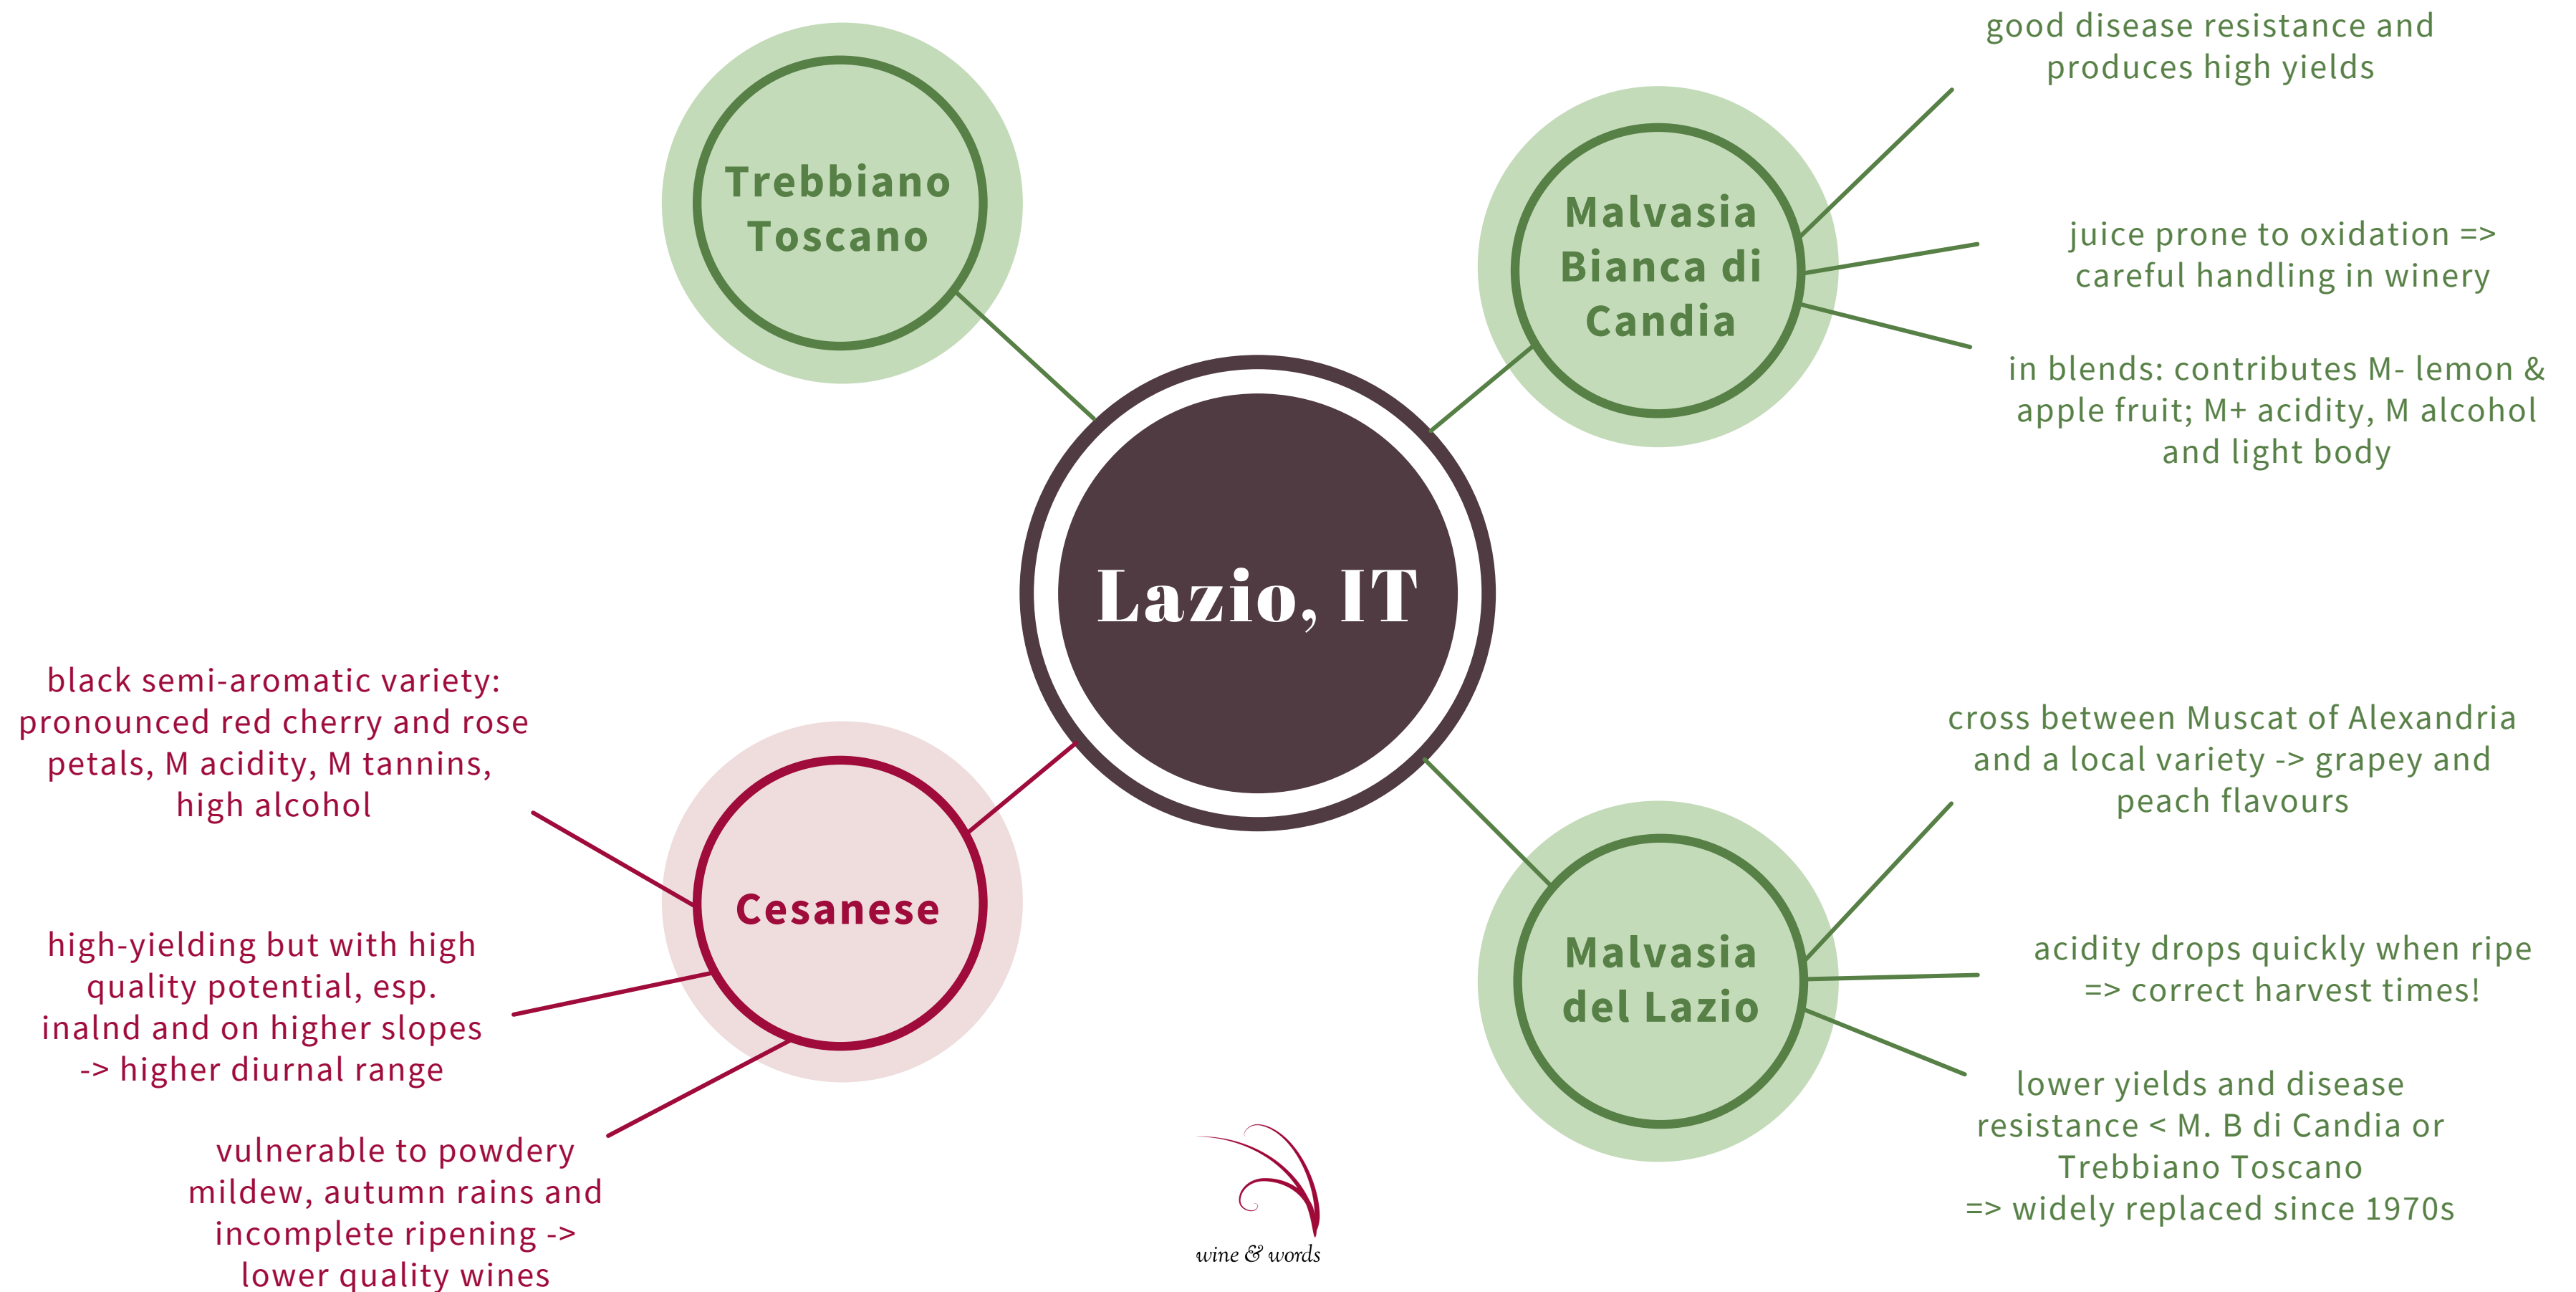 Trebbiano
Toscano
Malvasia
Bianca di
Candia
good disease resistance and
produces high yields
juice prone to oxidation =>
careful handling in winery
in blends: contributes M- lemon &
apple fruit; M+ acidity, M alcohol
and light body
Lazio, IT
black semi-aromatic variety:
pronounced red cherry and rose
petals, M acidity, M tannins,
high alcohol
Cesanese
high-yielding but with high
quality potential, esp.
inalnd and on higher slopes
-> higher diurnal range
vulnerable to powdery
mildew, autumn rains and
incomplete ripening ->
lower quality wines
Malvasia
del Lazio
cross between Muscat of Alexandria
and a local variety -> grapey and
peach flavours
acidity drops quickly when ripe
=> correct harvest times!
lower yields and disease
resistance < M. B di Candia or
Trebbiano Toscano
=> widely replaced since 1970s
wine & words